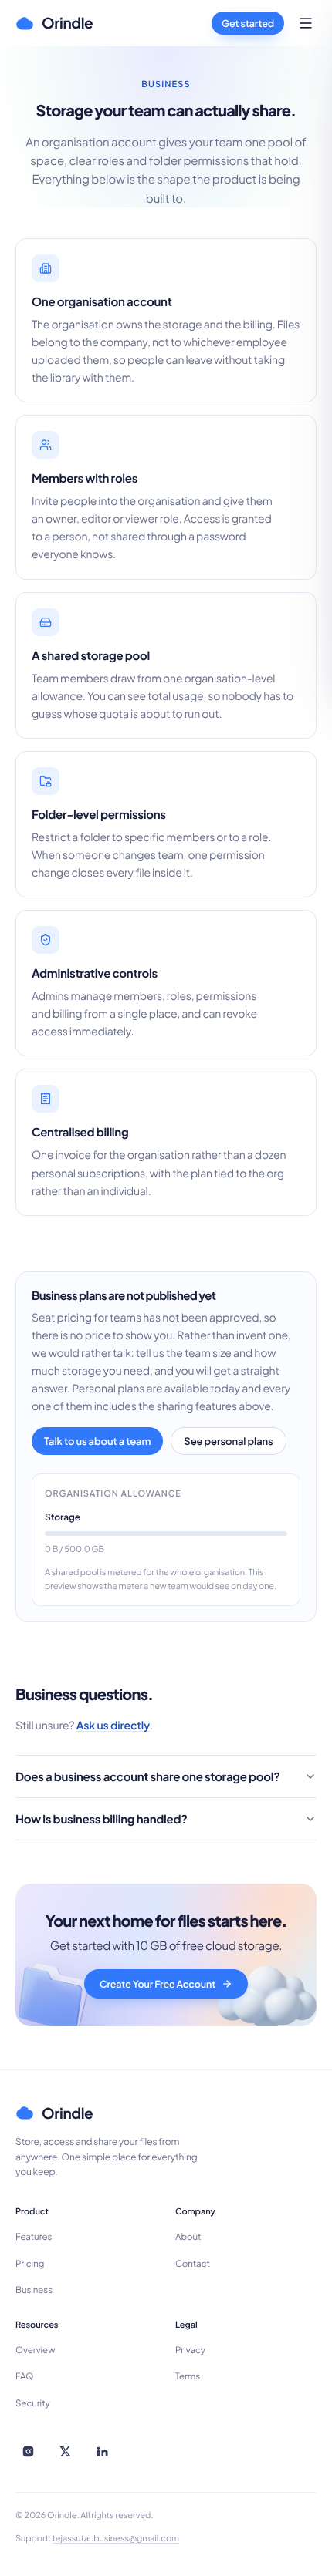 Orindle
Get started
BUSINESS
Storage your team can actually share.
An organisation account gives your team one pool of
space, clear roles and folder permissions that hold.
Everything below is the shape the product is being
built to.
One organisation account
The organisation owns the storage and the billing. Files
belong to the company, not to whichever employee
uploaded them, so people can leave without taking
the library with them.
Members with roles
Invite people into the organisation and give them
an owner, editor or viewer role. Access is granted
to a person, not shared through a password
everyone knows.
A shared storage pool
Team members draw from one organisation-level
allowance. You can see total usage, so nobody has to
guess whose quota is about to run out.
Folder-level permissions
Restrict a folder to specific members or to a role.
When someone changes team, one permission
change closes every file inside it.
Administrative controls
Admins manage members, roles, permissions
and billing from a single place, and can revoke
access immediately.
Centralised billing
One invoice for the organisation rather than a dozen
personal subscriptions, with the plan tied to the org
rather than an individual.
Business plans are not published yet
Seat pricing for teams has not been approved, so
there is no price to show you. Rather than invent one,
we would rather talk: tell us the team size and how
much storage you need, and you will get a straight
answer. Personal plans are available today and every
one of them includes the sharing features above.
Talk to us about a team
See personal plans
ORGANISATION ALLOWANCE
Storage
0 B / 500.0 GB
A shared pool is metered for the whole organisation. This
preview shows the meter a new team would see on day one.
Business questions.
Still unsure? Ask us directly.
Does a business account share one storage pool?
How is business billing handled?
Your next home for files starts here.
Get started with 10 GB of free cloud storage.
Create Your Free Account
Orindle
Store, access and share your files from
anywhere. One simple place for everything
you keep.
Product
Features
Pricing
Business
Company
About
Contact
Resources
Overview
FAQ
Security
Legal
Privacy
Terms
© 2026 Orindle. All rights reserved.
Support: tejassutar.business@gmail.com